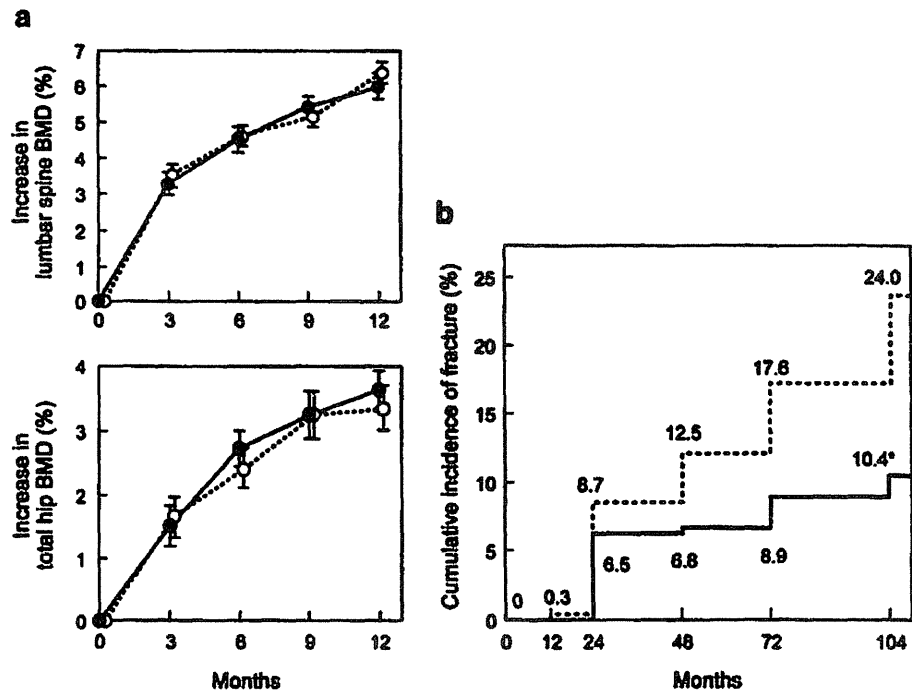 a
Increase in
lumbar spine BMD (%)
7
6
5
4
3
2
1
0
0 3 6 9 12
Increase in
total hip BMD (%)
4
3
2
1
0
0 3 6 9 12
Months
b
Cumulative incidence of fracture (%)
25
20
15
10
5
0
24.0
17.6
12.5
10.4*
8.7
6.5 6.8 8.9
0 0.3
0 12 24 48 72 104
Months